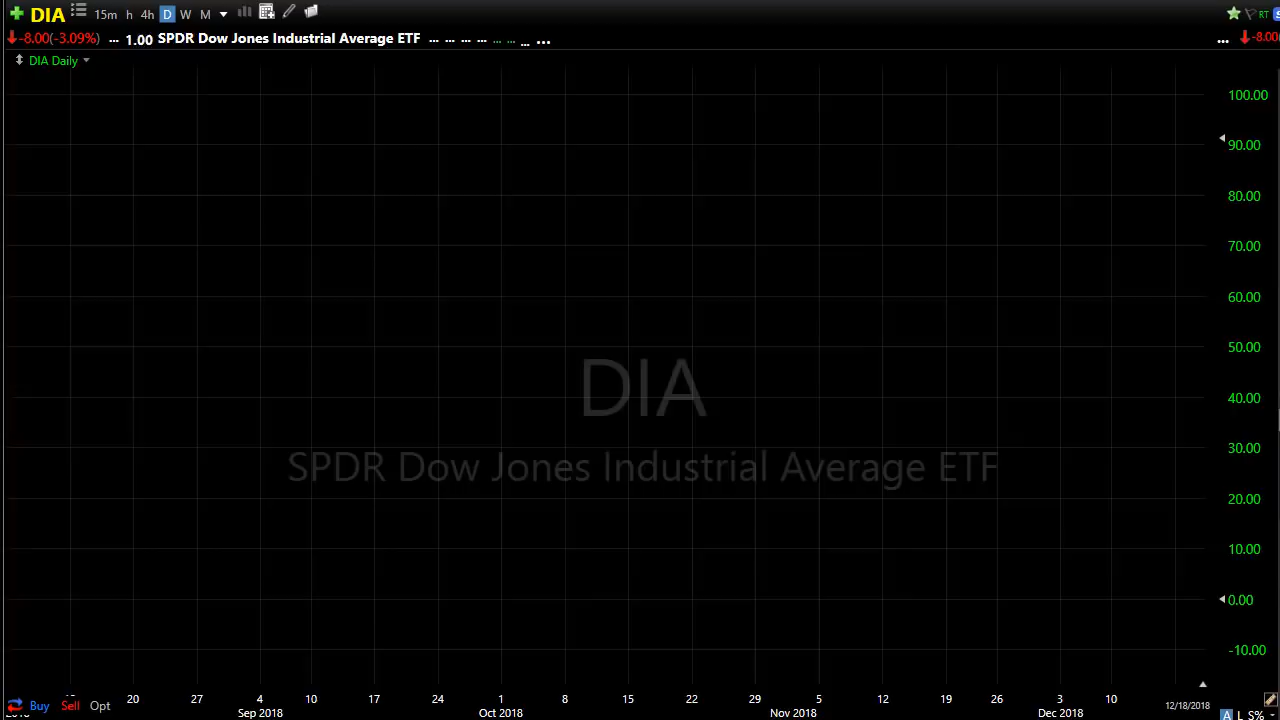 DIA 15m h 4h D W M RT
-8.00(-3.09%) ... 1.00 SPDR Dow Jones Industrial Average ETF ... ... ... ... ... ... ... ... ... -8.00
DIA Daily
100.00
90.00
80.00
70.00
60.00
50.00
40.00
30.00
20.00
10.00
0.00
-10.00
DIA
SPDR Dow Jones Industrial Average ETF
20 27 4 10 17 24 1 8 15 22 29 5 12 19 26 3 10
Buy Sell Opt 12/18/2018
Sep 2018 Oct 2018 Nov 2018 Dec 2018 A L S% -